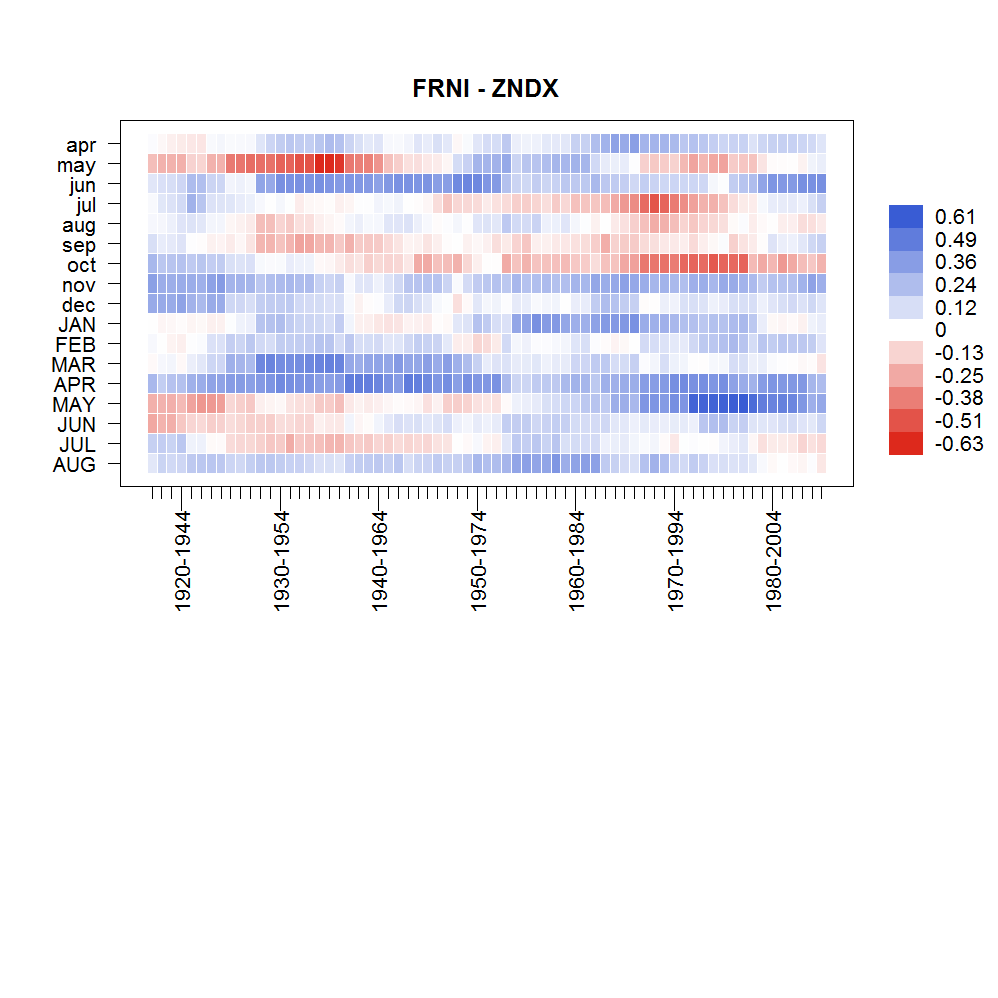 FRNI - ZNDX
apr
may
jun
jul
aug
sep
oct
nov
dec
JAN
FEB
MAR
APR
MAY
JUN
JUL
AUG
0.61
0.49
0.36
0.24
0.12
0
-0.13
-0.25
-0.38
-0.51
-0.63
1920-1944
1930-1954
1940-1964
1950-1974
1960-1984
1970-1994
1980-2004